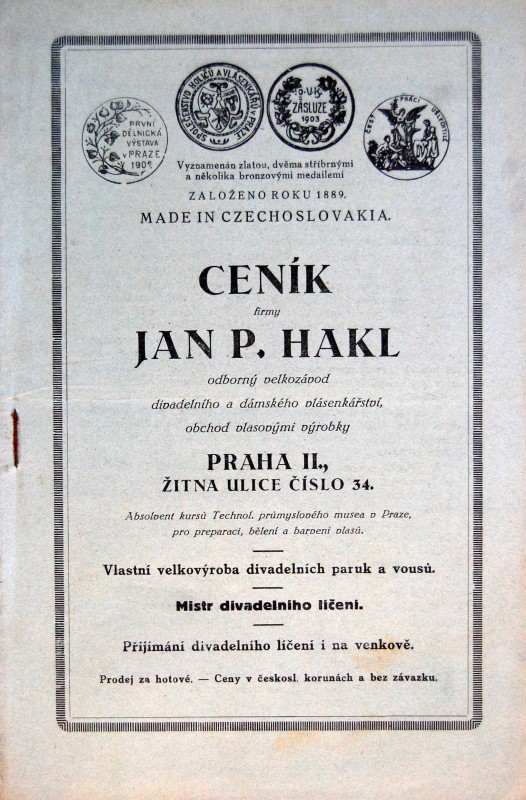 PRVNÍ
DĚLNICKÁ
VÝSTAVA
V PRAZE
1902
SPOLEČENSTVO HOLIČŮ A VLÁSENKÁŘŮ V PRAZE
ZÁSLUZE
1903
ČEST PRÁCI
Vyznamenán zlatou, dvěma stříbrnými
a několika bronzovými medailemi
ZALOŽENO ROKU 1889.
MADE IN CZECHOSLOVAKIA.
CENÍK
firmy
JAN P. HAKL
odborný velkozávod
divadelního a dámského vlásenkářství,
obchod vlasovými výrobky
PRAHA II.,
ŽITNA ULICE ČÍSLO 34.
Absolvent kursů Technol. průmyslového musea v Praze,
pro preparaci, bělení a barvení vlasů.
Vlastní velkovýroba divadelních paruk a vousů.
Mistr divadelního líčení.
Přijímání divadelního líčení i na venkově.
Prodej za hotové. — Ceny v českosl. korunách a bez závazku.